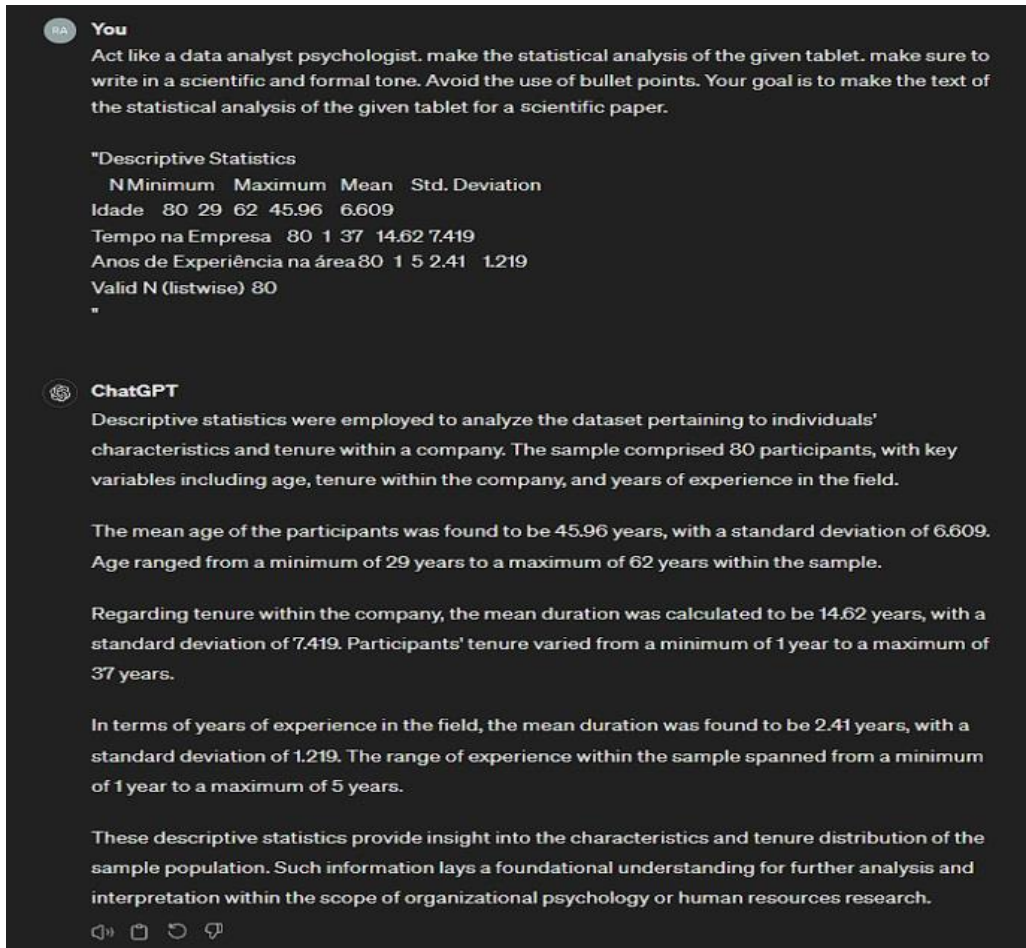 RA You
Act like a data analyst psychologist. make the statistical analysis of the given tablet. make sure to
write in a scientific and formal tone. Avoid the use of bullet points. Your goal is to make the text of
the statistical analysis of the given tablet for a scientific paper.
"Descriptive Statistics
N Minimum Maximum Mean Std. Deviation
Idade 80 29 62 45.96 6.609
Tempo na Empresa 80 1 37 14.62 7.419
Anos de Experiência na área 80 1 5 2.41 1.219
Valid N (listwise) 80
"
ChatGPT
Descriptive statistics were employed to analyze the dataset pertaining to individuals'
characteristics and tenure within a company. The sample comprised 80 participants, with key
variables including age, tenure within the company, and years of experience in the field.
The mean age of the participants was found to be 45.96 years, with a standard deviation of 6.609.
Age ranged from a minimum of 29 years to a maximum of 62 years within the sample.
Regarding tenure within the company, the mean duration was calculated to be 14.62 years, with a
standard deviation of 7.419. Participants' tenure varied from a minimum of 1 year to a maximum of
37 years.
In terms of years of experience in the field, the mean duration was found to be 2.41 years, with a
standard deviation of 1.219. The range of experience within the sample spanned from a minimum
of 1 year to a maximum of 5 years.
These descriptive statistics provide insight into the characteristics and tenure distribution of the
sample population. Such information lays a foundational understanding for further analysis and
interpretation within the scope of organizational psychology or human resources research.